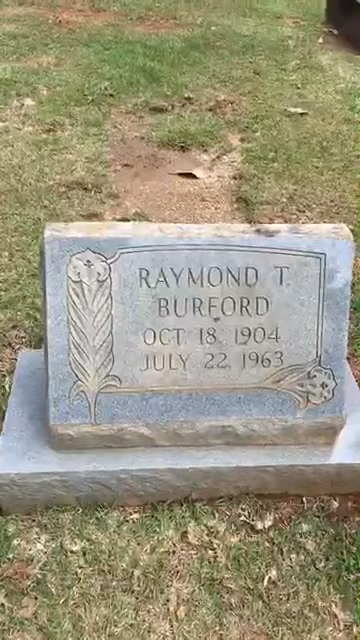 RAYMOND T.
BURFORD
OCT. 18. 1904
JULY 22, 1963